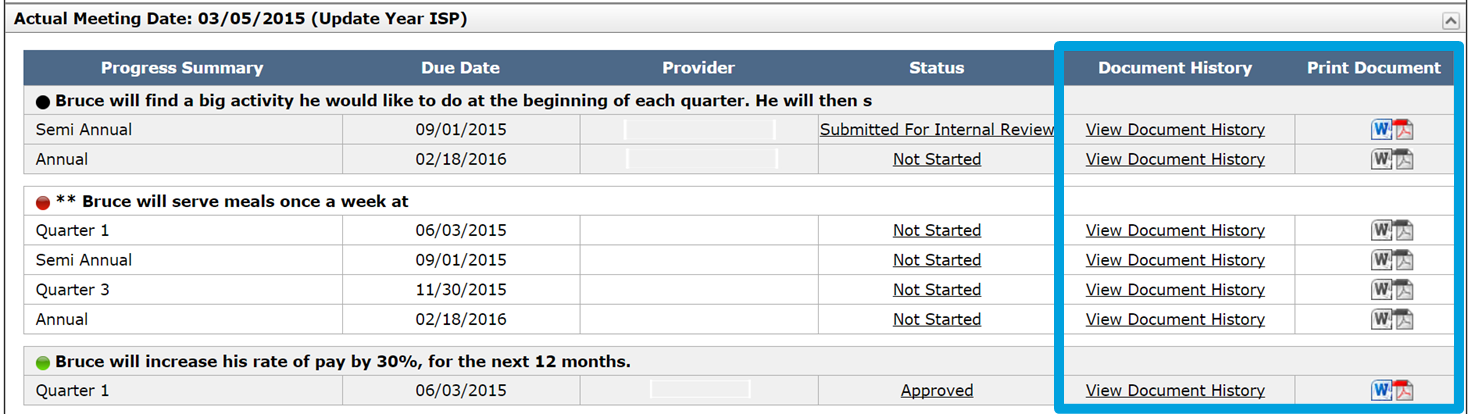 Actual Meeting Date: 03/05/2015 (Update Year ISP)
Progress Summary Due Date Provider Status Document History Print Document
Bruce will find a big activity he would like to do at the beginning of each quarter. He will then s
Semi Annual 09/01/2015 Submitted For Internal Review View Document History
Annual 02/18/2016 Not Started View Document History
** Bruce will serve meals once a week at
Quarter 1 06/03/2015 Not Started View Document History
Semi Annual 09/01/2015 Not Started View Document History
Quarter 3 11/30/2015 Not Started View Document History
Annual 02/18/2016 Not Started View Document History
Bruce will increase his rate of pay by 30%, for the next 12 months.
Quarter 1 06/03/2015 Approved View Document History